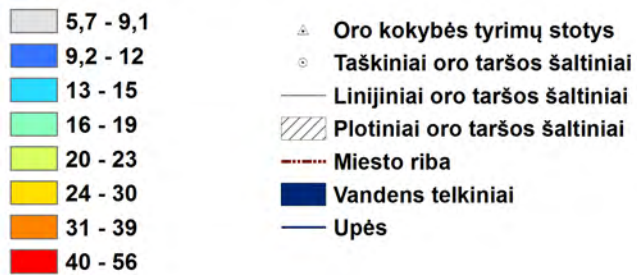 5,7 - 9,1
9,2 - 12
13 - 15
16 - 19
20 - 23
24 - 30
31 - 39
40 - 56
Oro kokybės tyrimų stotys
Taškiniai oro taršos šaltiniai
Linijiniai oro taršos šaltiniai
Plotiniai oro taršos šaltiniai
Miesto riba
Vandens telkiniai
Upės